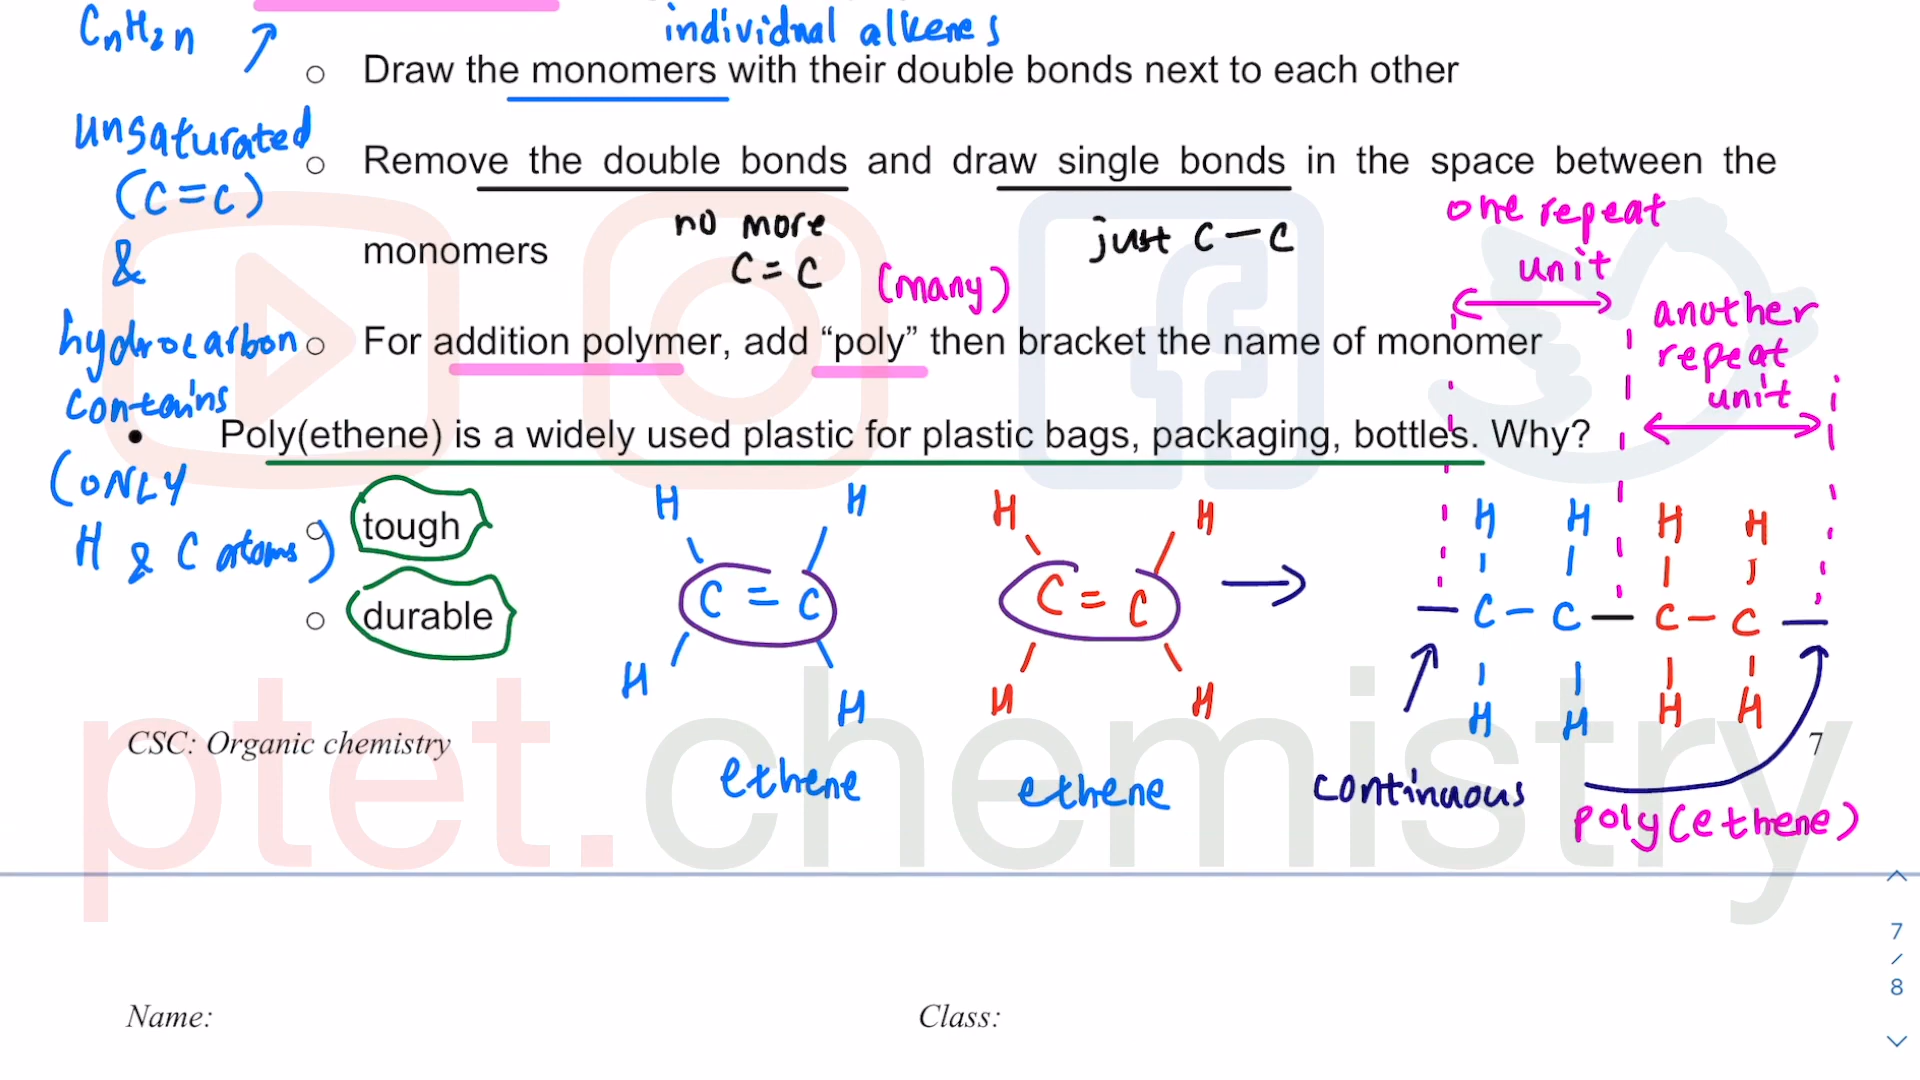 CnH2n
individual alkenes
○ Draw the monomers with their double bonds next to each other
unsaturated
(C=C)
&
hydrocarbon
contains
(ONLY
H & C atoms)
○ Remove the double bonds and draw single bonds in the space between the
monomers
no more
C=C
just C-C
one repeat
unit
(many)
another
repeat
unit
○ For addition polymer, add “poly” then bracket the name of monomer
• Poly(ethene) is a widely used plastic for plastic bags, packaging, bottles. Why?
○ tough
○ durable
H H H H H H H H
C = C C = C — C - C — C - C —
H H H H H H H H
ethene ethene continuous
poly(ethene)
CSC: Organic chemistry 7
ptet.chemistry
Name: Class:
7
/
8